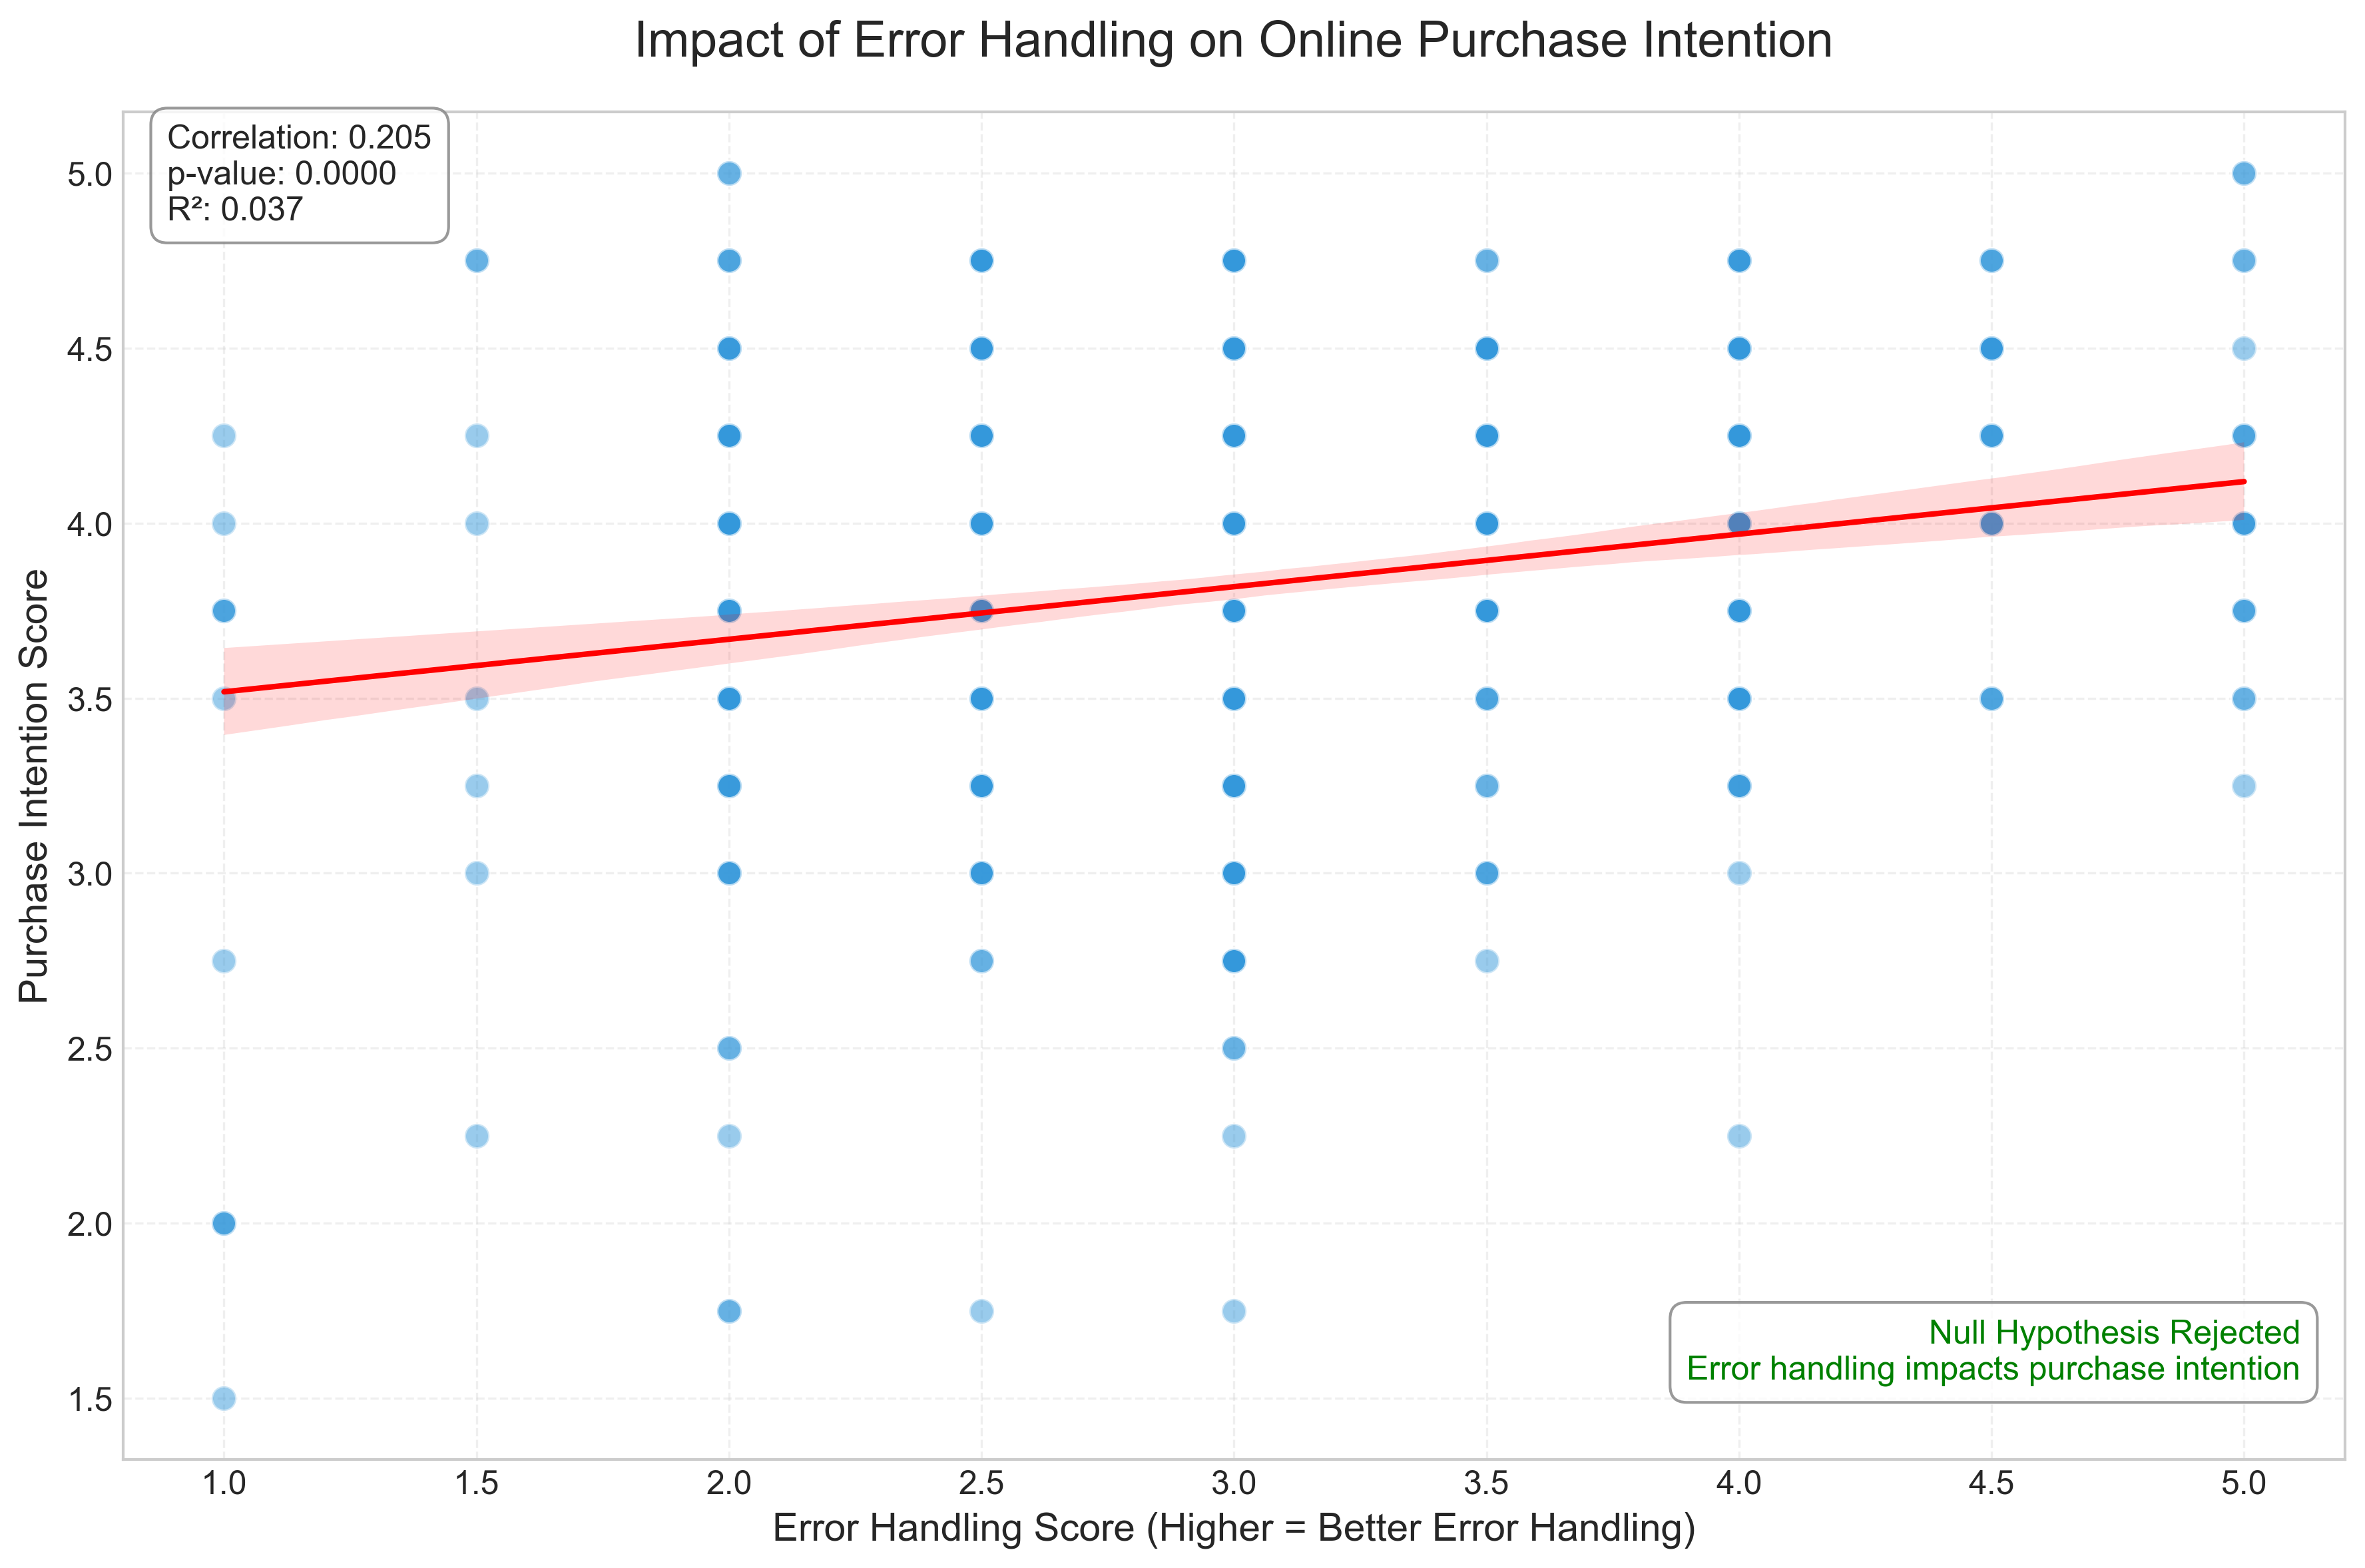 Impact of Error Handling on Online Purchase Intention
Correlation: 0.205
p-value: 0.0000
R²: 0.037
Purchase Intention Score
5.0
4.5
4.0
3.5
3.0
2.5
2.0
1.5
Null Hypothesis Rejected
Error handling impacts purchase intention
1.0 1.5 2.0 2.5 3.0 3.5 4.0 4.5 5.0
Error Handling Score (Higher = Better Error Handling)